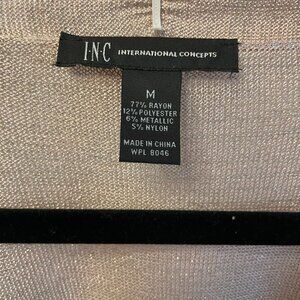 I·N·C INTERNATIONAL CONCEPTS
M
77% RAYON
12% POLYESTER
6% METALLIC
5% NYLON
MADE IN CHINA
WPL 8046